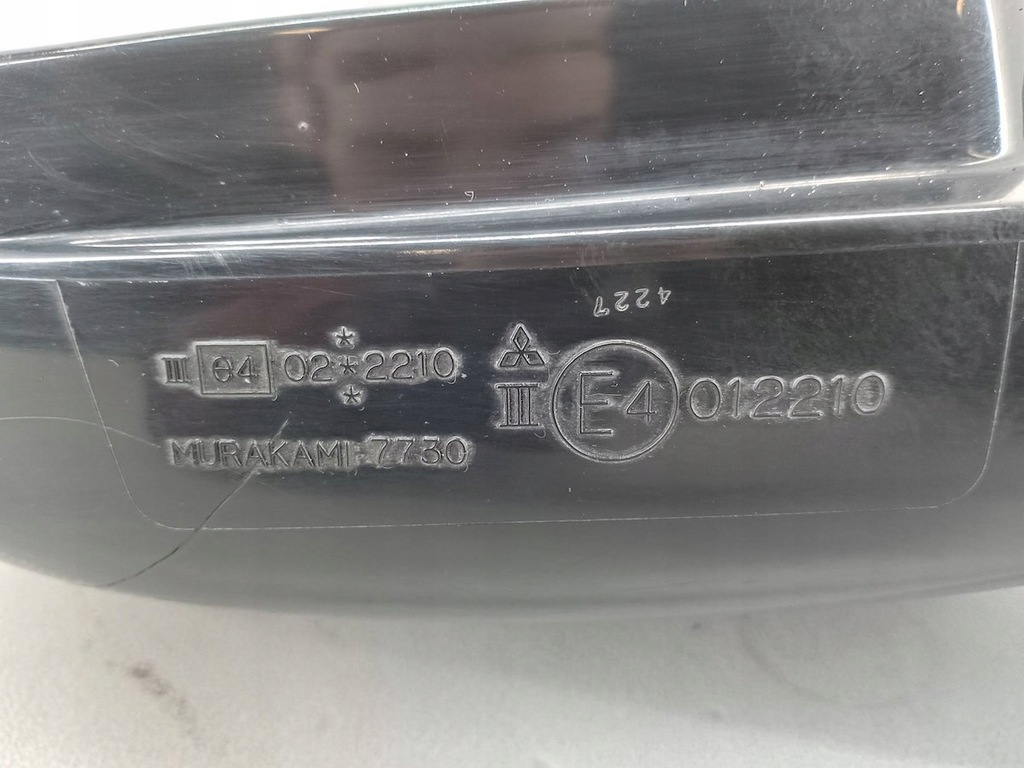 4227
III e4 02*2210
III E4 012210
MURAKAMI 7730